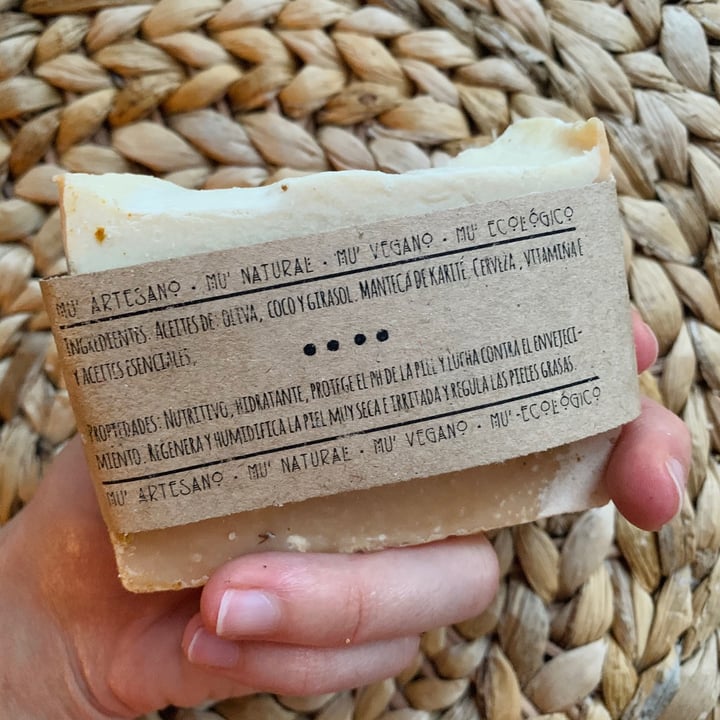 MU' ARTESANO · MU' NATURAL · MU' VEGANO · MU' ECOLÓGICO
INGREDIENTES: ACEITES DE: OLIVA, COCO Y GIRASOL. MANTECA DE KARITÉ. CERVEZA, VITAMINA E
Y ACEITES ESENCIALES.
PROPIEDADES: NUTRITIVO, HIDRATANTE, PROTEGE EL PH DE LA PIEL Y LUCHA CONTRA EL ENVEJECI-
MIENTO. REGENERA Y HUMIDIFICA LA PIEL MUY SECA E IRRITADA Y REGULA LAS PIELES GRASAS.
MU' ARTESANO · MU' NATURAL · MU' VEGANO · MU' ECOLÓGICO